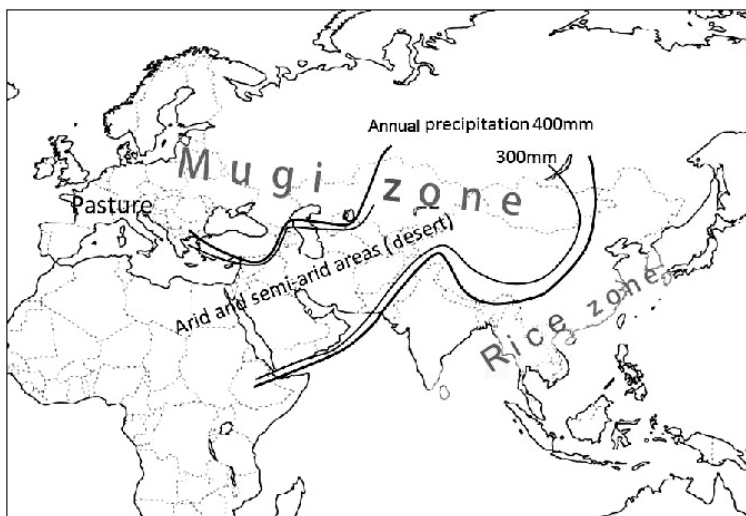 Annual precipitation 400mm
300mm
Mugi zone
Pasture
Arid and semi-arid areas (desert)
Rice zone